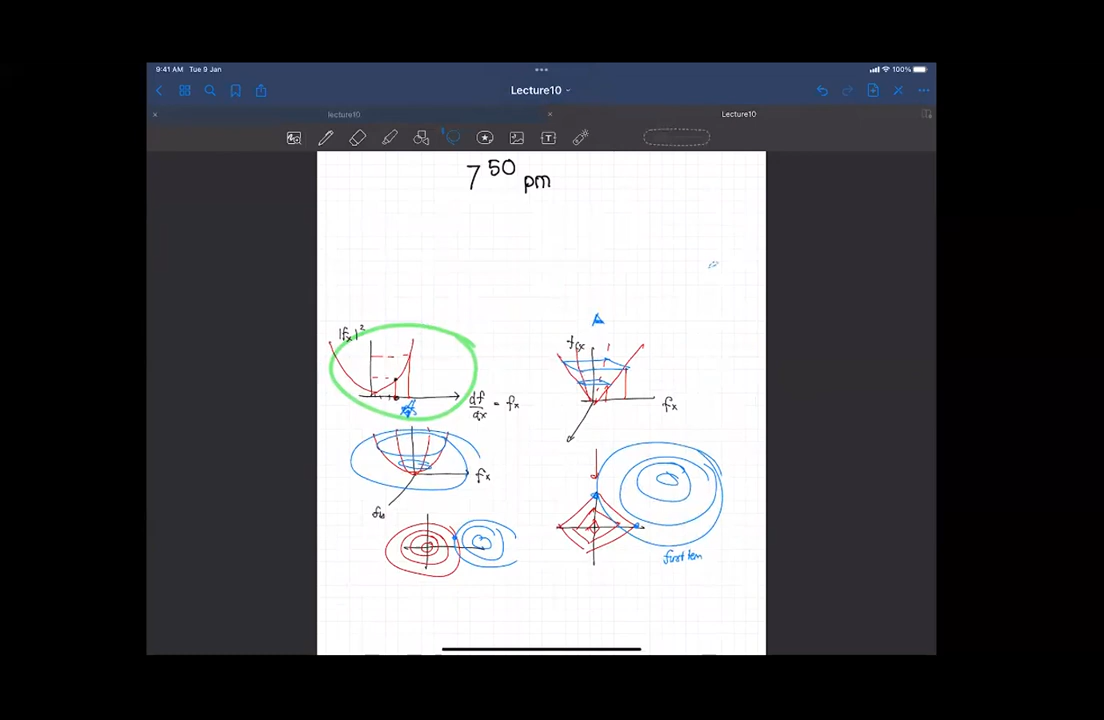 9:41 AM Tue 9 Jan
100%
Lecture10
lecture10
Lecture10
7 50 pm
|fx|²
df/dx = fx
fx
fx
fx
first